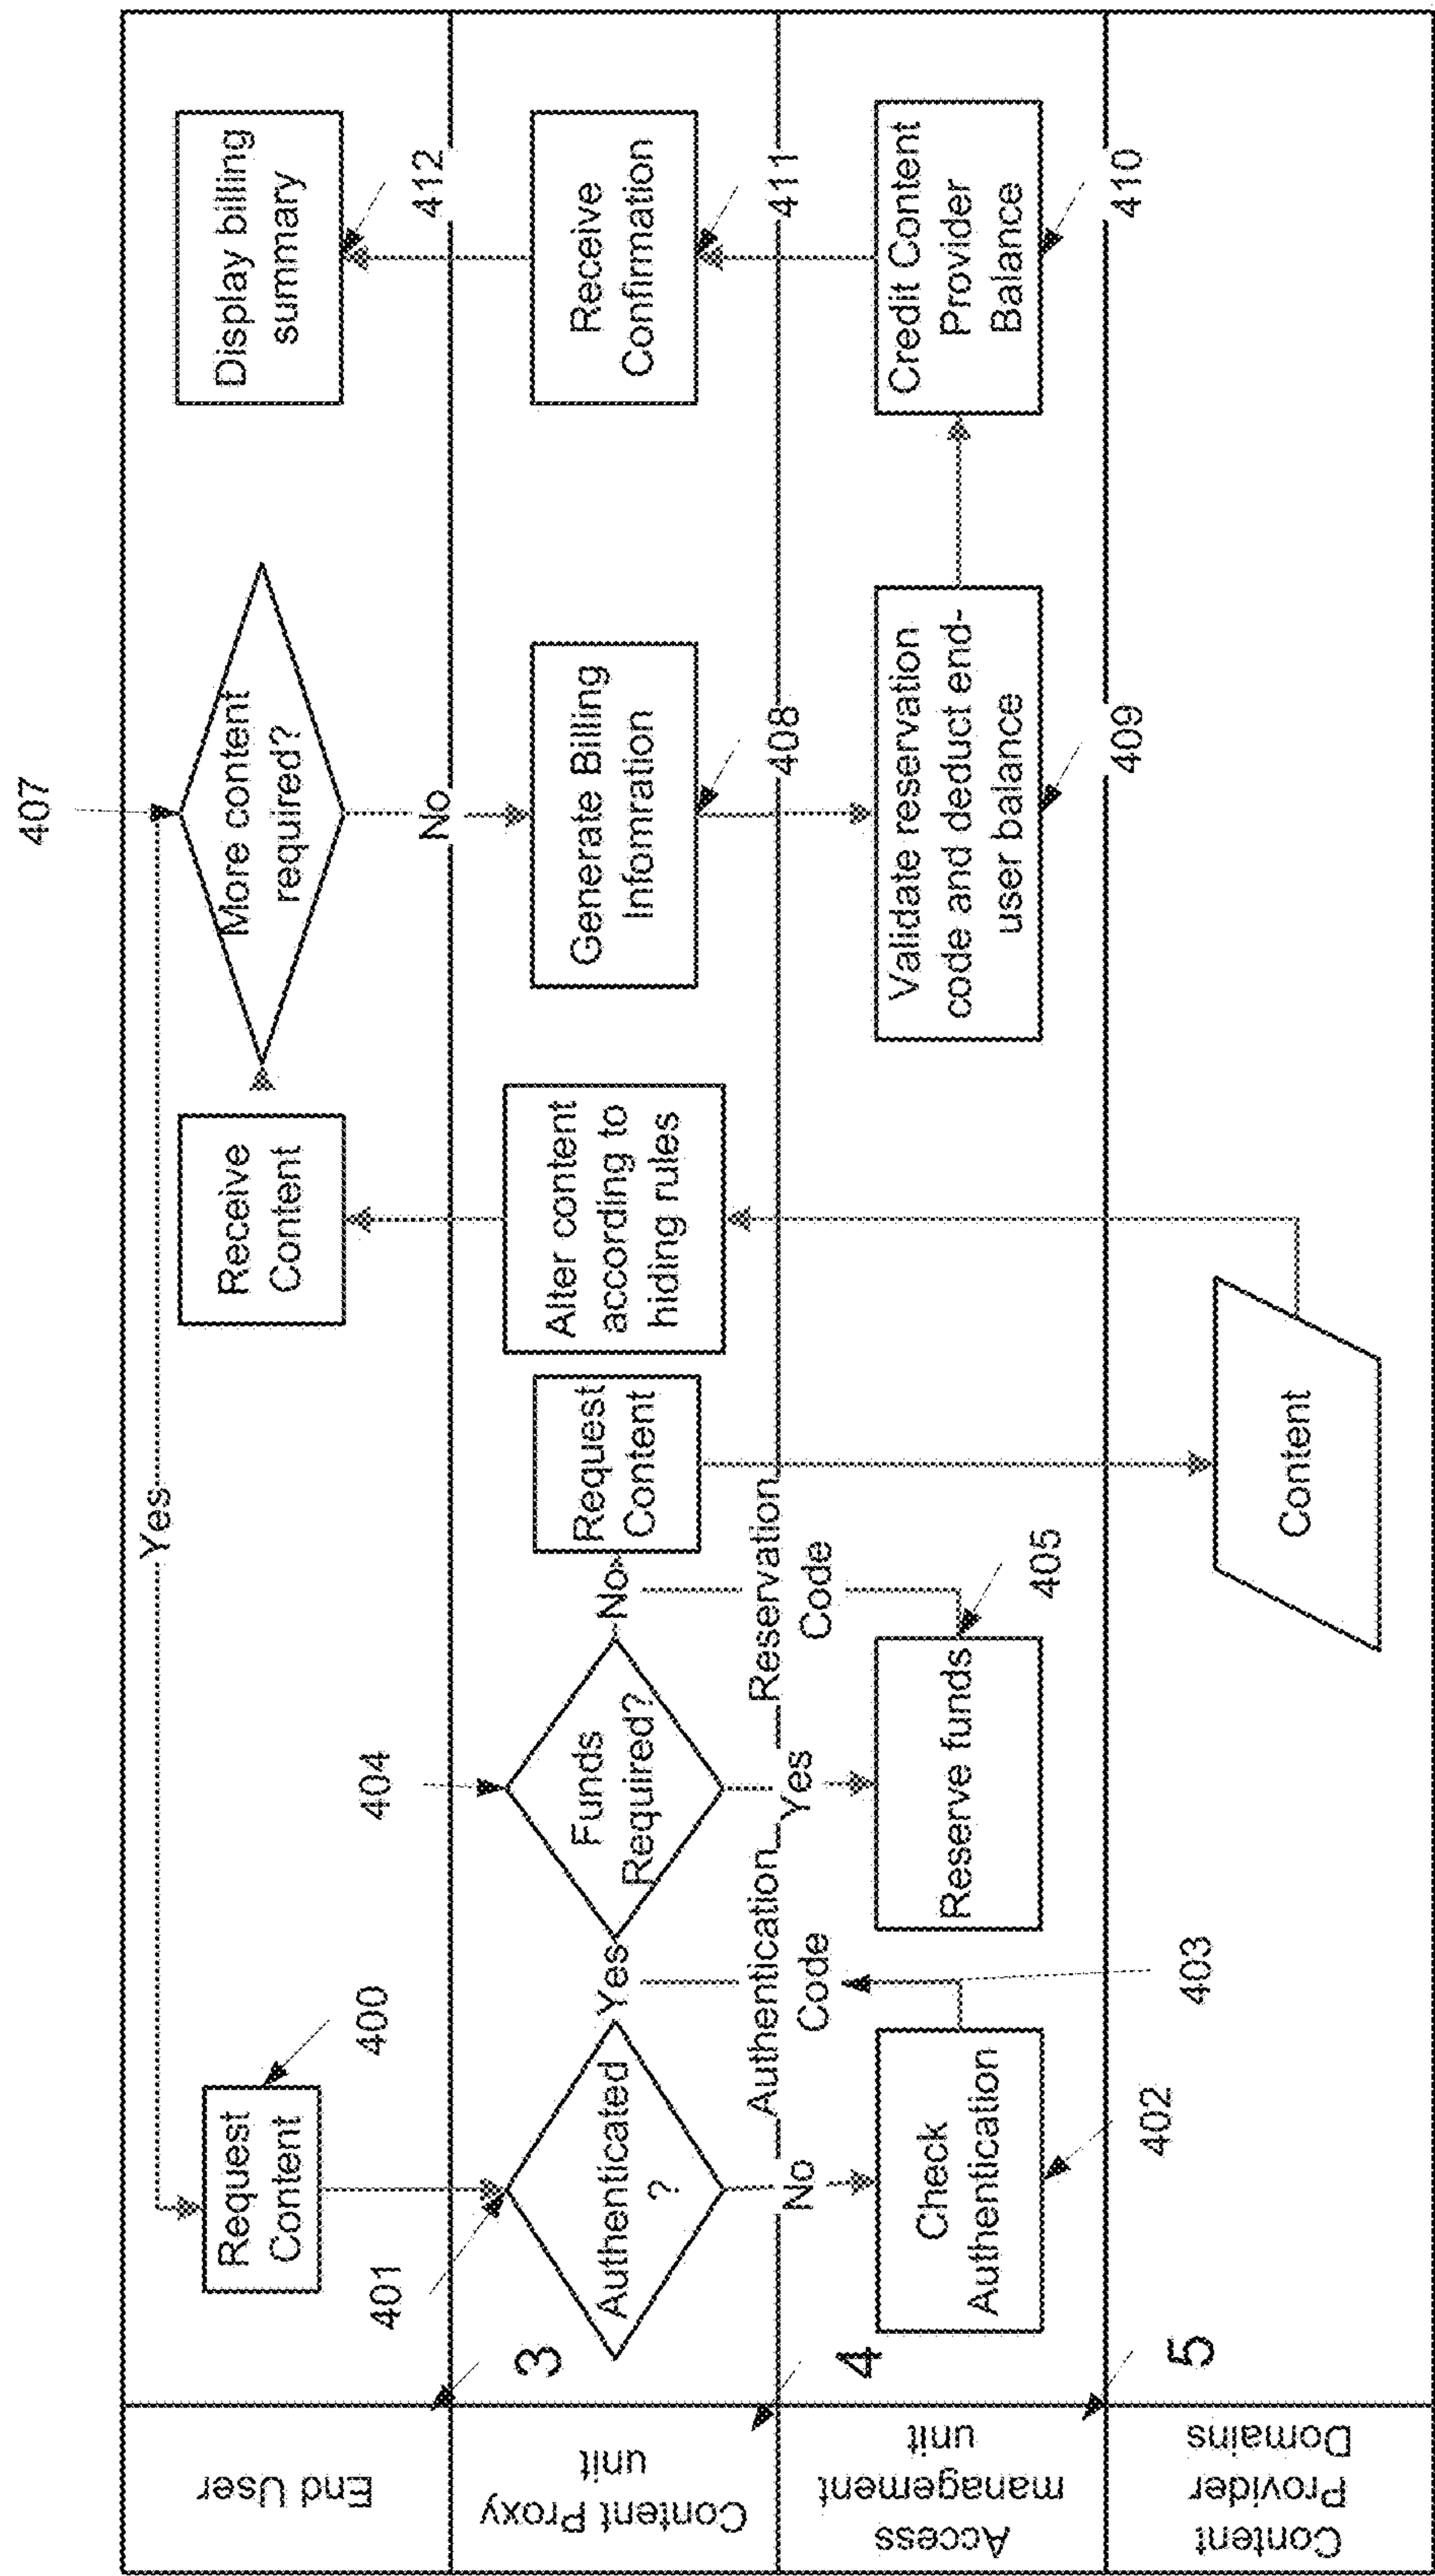 End User
Request
Content
400
Yes
Receive
Content
More content
required?
407
Display billing
summary
412
No
Content Proxy
unit
3
401
Authenticated
?
Yes
404
Funds
Required?
No
Request
Content
Alter content
according to
hiding rules
Generate Billing
Infomration
408
Receive
Confirmation
411
No
Authentication
Code
Yes
Reservation
Code
Access
management
unit
4
Check
Authentication
402
403
Reserve funds
405
Validate reservation
code and deduct end-
user balance
409
Credit Content
Provider
Balance
410
Content
Provider
Domains
5
Content